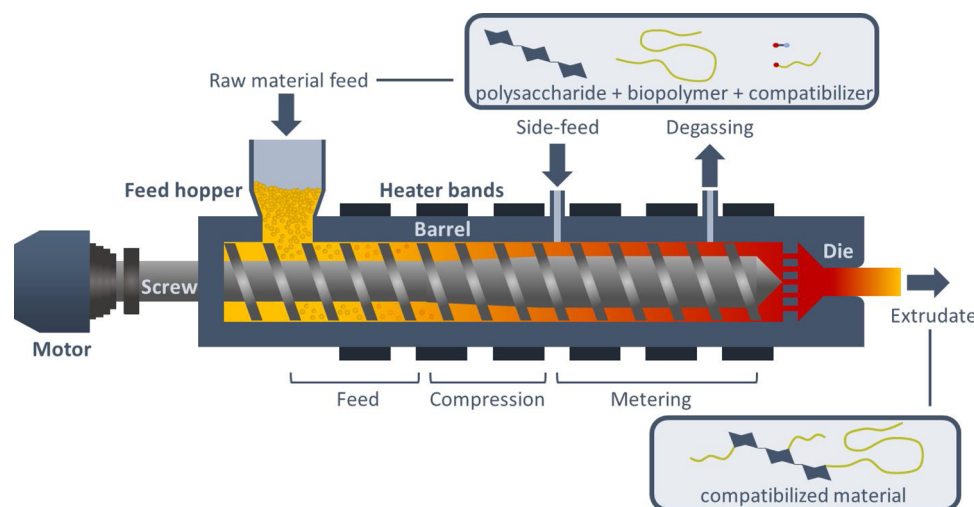 Raw material feed
polysaccharide + biopolymer + compatibilizer
Side-feed
Degassing
Feed hopper
Heater bands
Barrel
Die
Screw
Extrudate
Motor
Feed
Compression
Metering
compatibilized material